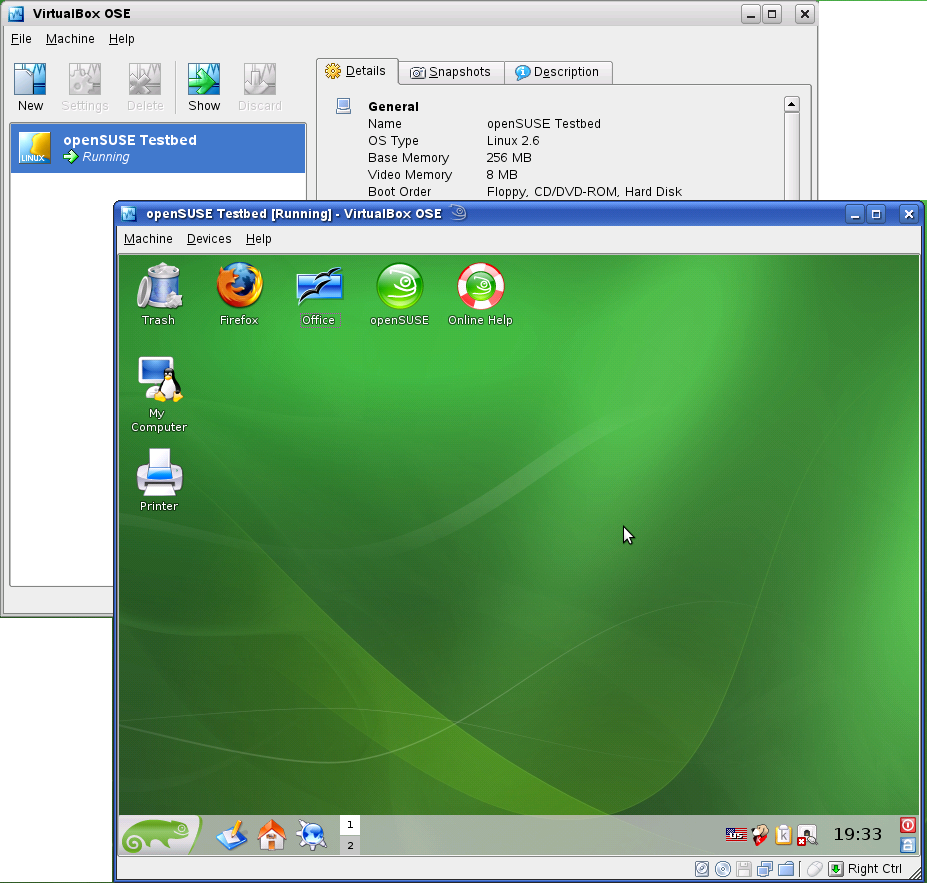 VirtualBox OSE
File Machine Help
New Settings Delete Show Discard
Details Snapshots Description
openSUSE Testbed
Running
LINUX
General
Name openSUSE Testbed
OS Type Linux 2.6
Base Memory 256 MB
Video Memory 8 MB
Boot Order Floppy, CD/DVD-ROM, Hard Disk
openSUSE Testbed [Running] - VirtualBox OSE
Machine Devices Help
Trash Firefox Office openSUSE Online Help
My
Computer
Printer
1
2
US
k
19:33
Right Ctrl